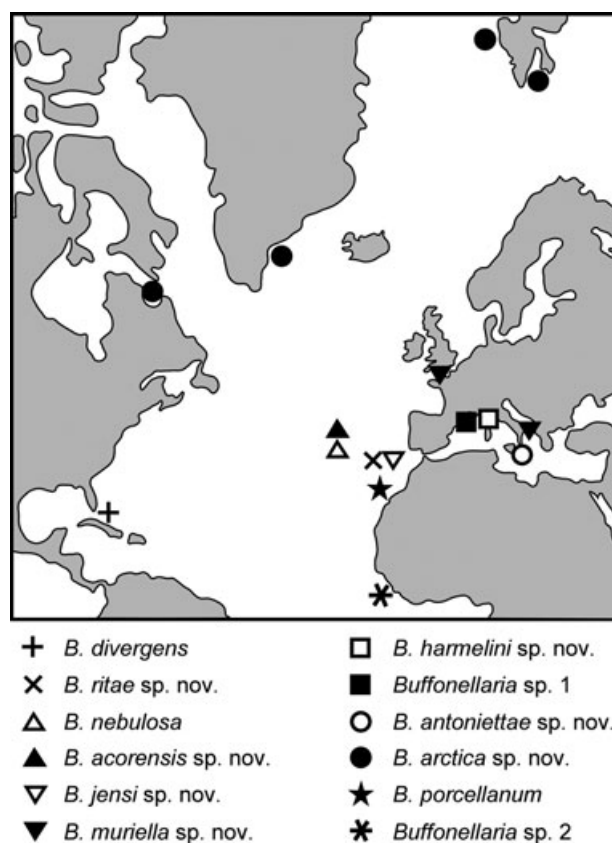 B. divergens
B. ritae sp. nov.
B. nebulosa
B. acorensis sp. nov.
B. jensi sp. nov.
B. muriella sp. nov.
B. harmelini sp. nov.
Buffonellaria sp. 1
B. antoniettae sp. nov.
B. arctica sp. nov.
B. porcellanum
Buffonellaria sp. 2